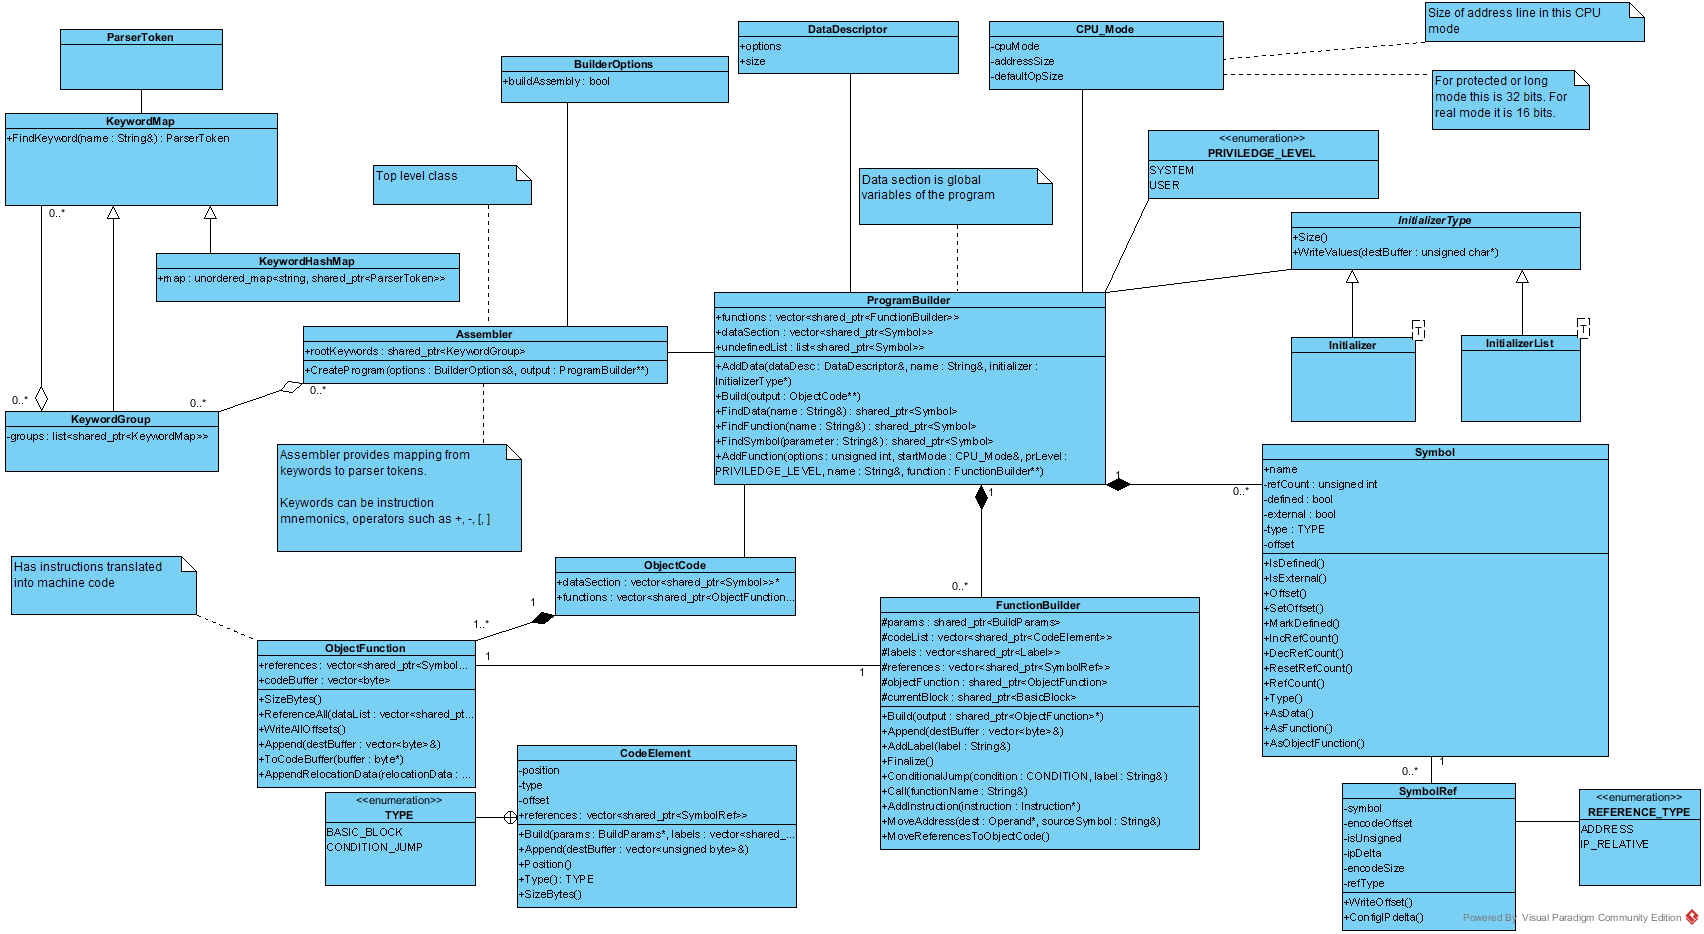 ParserToken
KeywordMap
+FindKeyword(name : String&) : ParserToken
0..*
KeywordHashMap
+map : unordered_map<string, shared_ptr<ParserToken>>
Top level class
BuilderOptions
+buildAssembly : bool
DataDescriptor
+options
+size
CPU_Mode
-cpuMode
-addressSize
-defaultOpSize
Size of address line in this CPU
mode
For protected or long
mode this is 32 bits. For
real mode it is 16 bits.
<<enumeration>>
PRIVILEDGE_LEVEL
SYSTEM
USER
Data section is global
variables of the program
InitializerType
+Size()
+WriteValues(destBuffer : unsigned char*)
Initializer
T
InitializerList
T
Assembler
+rootKeywords : shared_ptr<KeywordGroup>
+CreateProgram(options : BuilderOptions&, output : ProgramBuilder**)
0..*
0..*
0..*
KeywordGroup
-groups : list<shared_ptr<KeywordMap>>
Assembler provides mapping from
keywords to parser tokens.
Keywords can be instruction
mnemonics, operators such as +, -, [, ]
ProgramBuilder
+functions : vector<shared_ptr<FunctionBuilder>>
+dataSection : vector<shared_ptr<Symbol>>
+undefinedList : list<shared_ptr<Symbol>>
+AddData(dataDesc : DataDescriptor&, name : String&, initializer :
InitializerType*)
+Build(output : ObjectCode**)
+FindData(name : String&) : shared_ptr<Symbol>
+FindFunction(name : String&) : shared_ptr<Symbol>
+FindSymbol(parameter : String&) : shared_ptr<Symbol>
+AddFunction(options : unsigned int, startMode : CPU_Mode&, prLevel :
PRIVILEDGE_LEVEL, name : String&, function : FunctionBuilder**)
1
0..*
1
0..*
Symbol
+name
-refCount : unsigned int
-defined : bool
-external : bool
-type : TYPE
-offset
+IsDefined()
+IsExternal()
+Offset()
+SetOffset()
+MarkDefined()
+IncRefCount()
+DecRefCount()
+ResetRefCount()
+RefCount()
+Type()
+AsData()
+AsFunction()
+AsObjectFunction()
1
0..*
SymbolRef
-symbol
-encodeOffset
-isUnsigned
-ipDelta
-encodeSize
-refType
+WriteOffset()
+ConfigIPdelta()
<<enumeration>>
REFERENCE_TYPE
ADDRESS
IP_RELATIVE
Has instructions translated
into machine code
ObjectCode
+dataSection : vector<shared_ptr<Symbol>>*
+functions : vector<shared_ptr<ObjectFunction...
1
1..*
ObjectFunction
+references : vector<shared_ptr<Symbol...
+codeBuffer : vector<byte>
+SizeBytes()
+ReferenceAll(dataList : vector<shared_pt...
+WriteAllOffsets()
+Append(destBuffer : vector<byte>&)
+ToCodeBuffer(buffer : byte*)
+AppendRelocationData(relocationData : ...
1
1
FunctionBuilder
#params : shared_ptr<BuildParams>
#codeList : vector<shared_ptr<CodeElement>>
#labels : vector<shared_ptr<Label>>
#references : vector<shared_ptr<SymbolRef>>
#objectFunction : shared_ptr<ObjectFunction>
#currentBlock : shared_ptr<BasicBlock>
+Build(output : shared_ptr<ObjectFunction>*)
+Append(destBuffer : vector<byte>&)
+AddLabel(label : String&)
+Finalize()
+ConditionalJump(condition : CONDITION, label : String&)
+Call(functionName : String&)
+AddInstruction(instruction : Instruction*)
+MoveAddress(dest : Operand*, sourceSymbol : String&)
+MoveReferencesToObjectCode()
<<enumeration>>
TYPE
BASIC_BLOCK
CONDITION_JUMP
CodeElement
-position
-type
-offset
+references : vector<shared_ptr<SymbolRef>>
+Build(params : BuildParams*, labels : vector<shared_...
+Append(destBuffer : vector<unsigned byte>&)
+Position()
+Type() : TYPE
+SizeBytes()
Powered By Visual Paradigm Community Edition